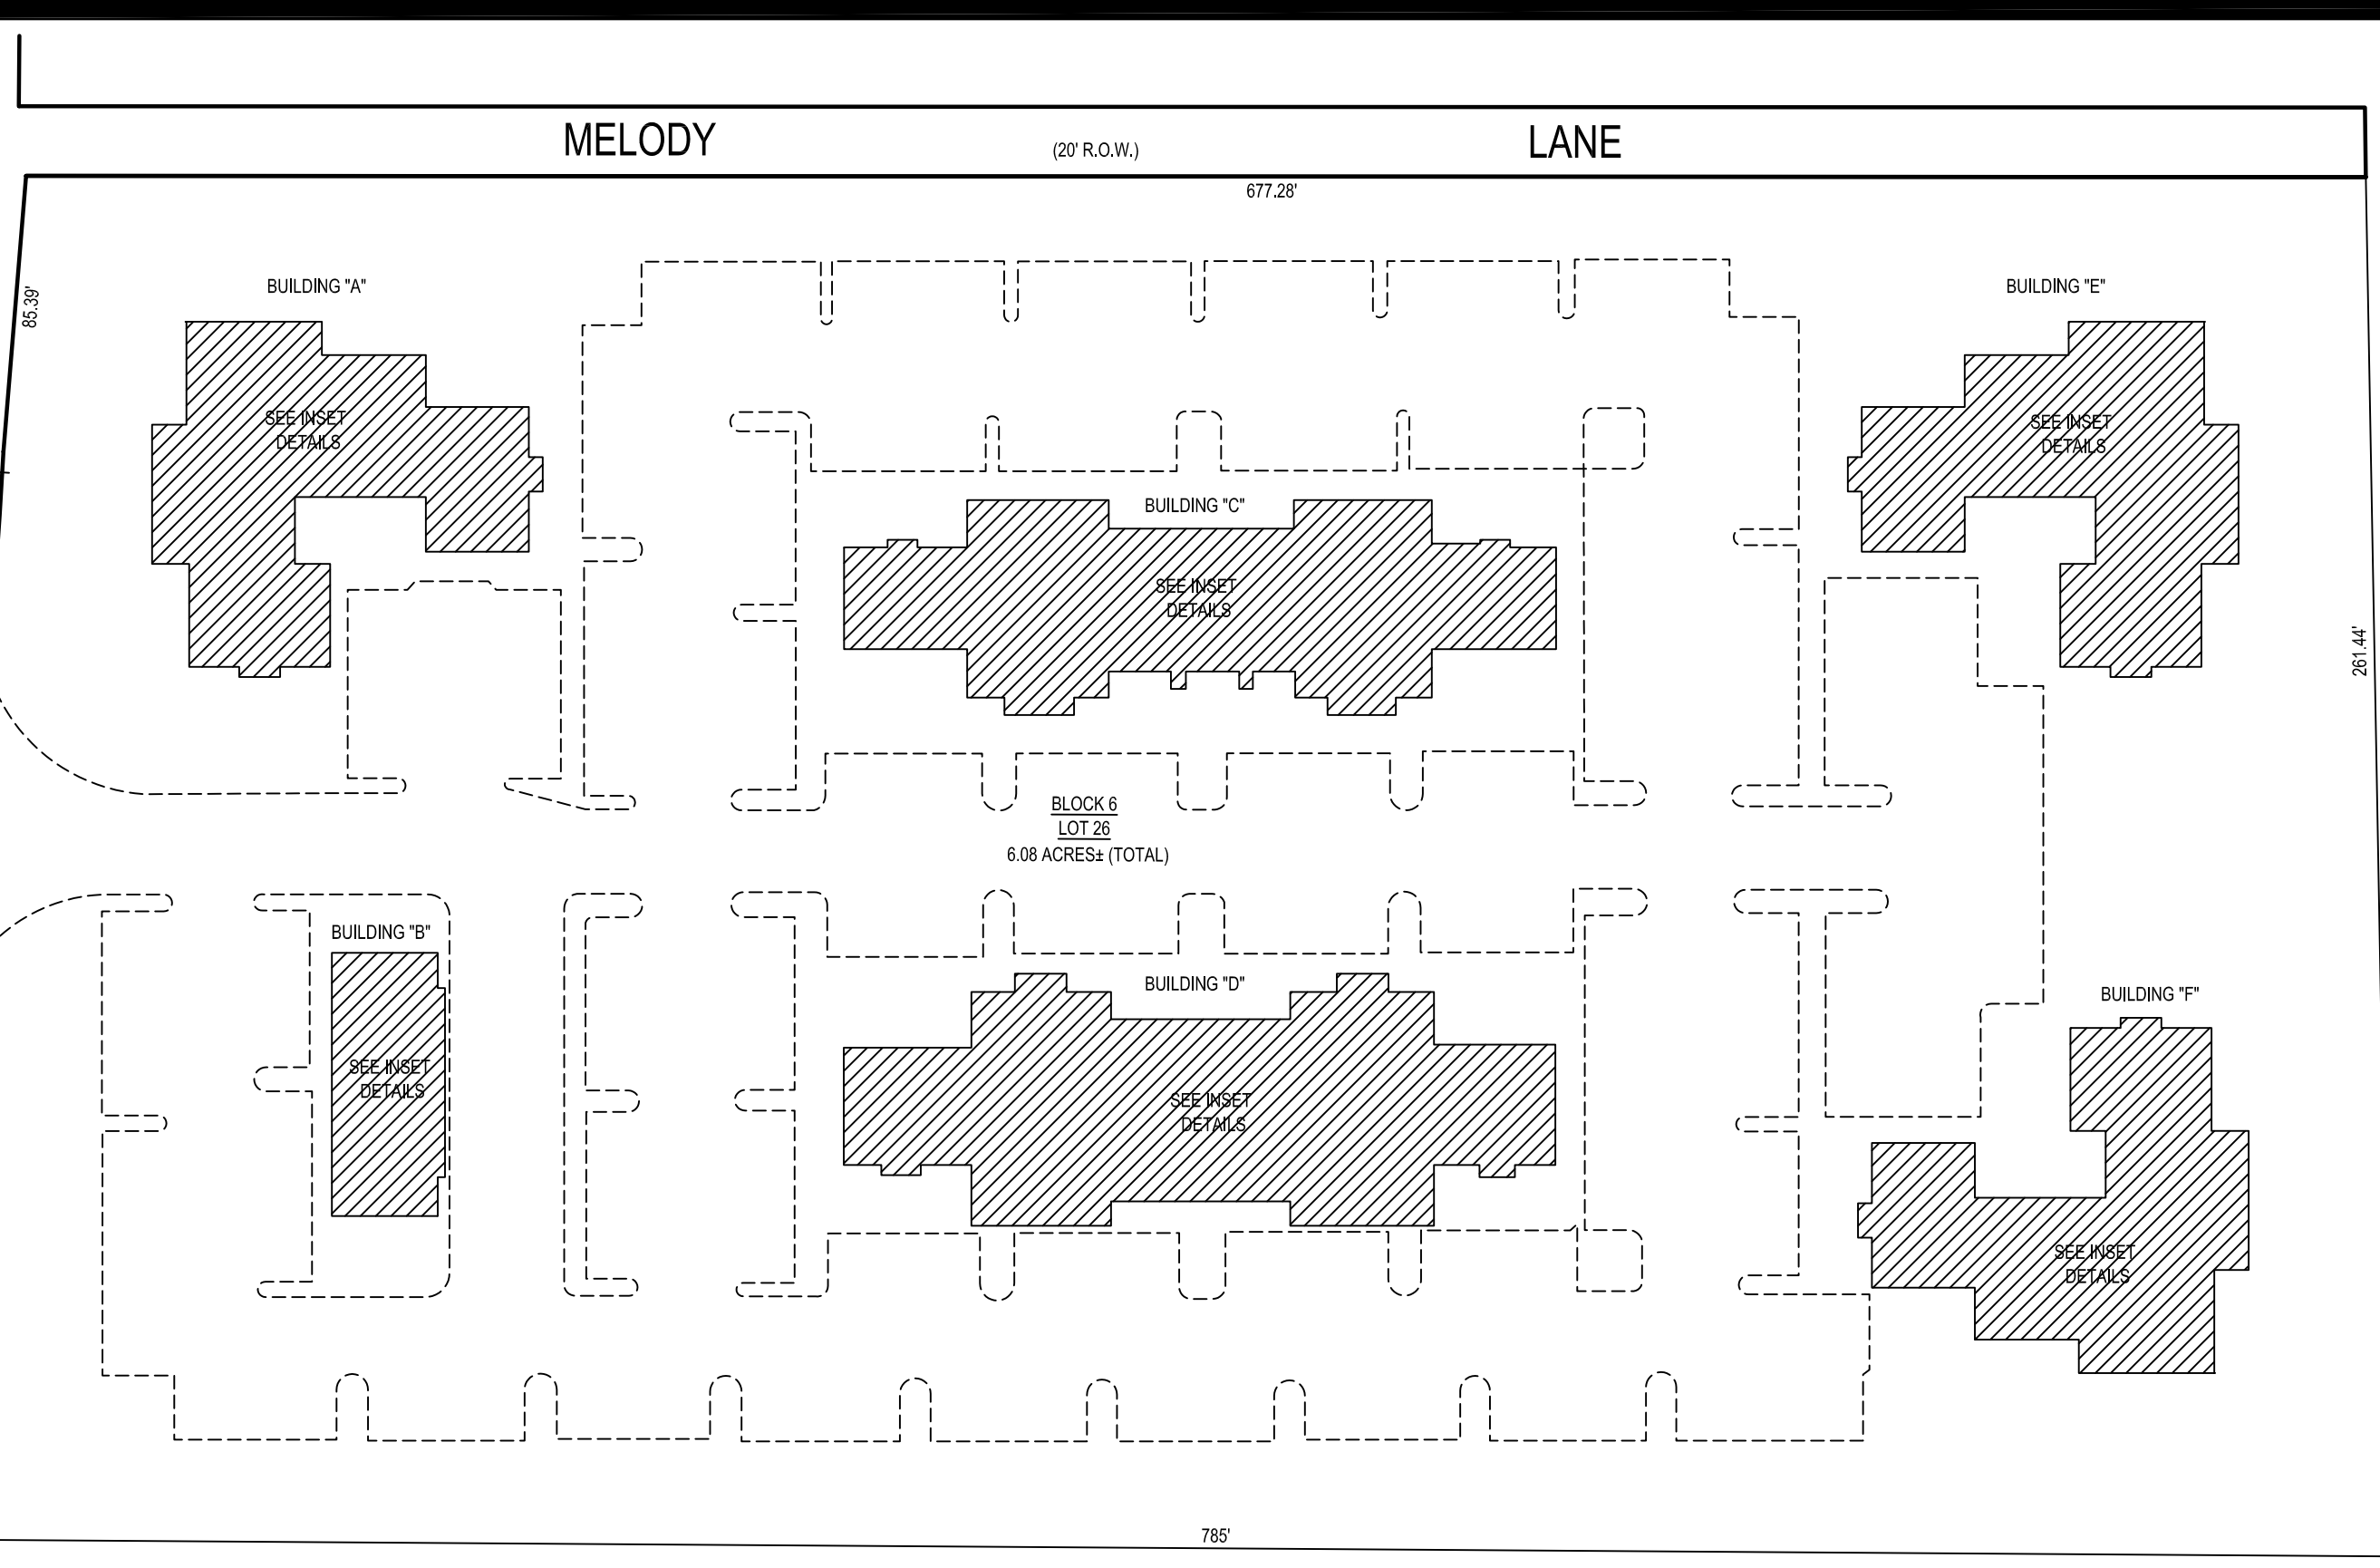 MELODY (20' R.O.W.) LANE
677.28'
85.39'
BUILDING "A"
BUILDING "E"
SEE INSET
DETAILS
SEE INSET
DETAILS
BUILDING "C"
SEE INSET
DETAILS
261.44'
BLOCK 6
LOT 26
6.08 ACRES± (TOTAL)
BUILDING "B"
SEE INSET
DETAILS
BUILDING "D"
SEE INSET
DETAILS
BUILDING "F"
SEE INSET
DETAILS
785'